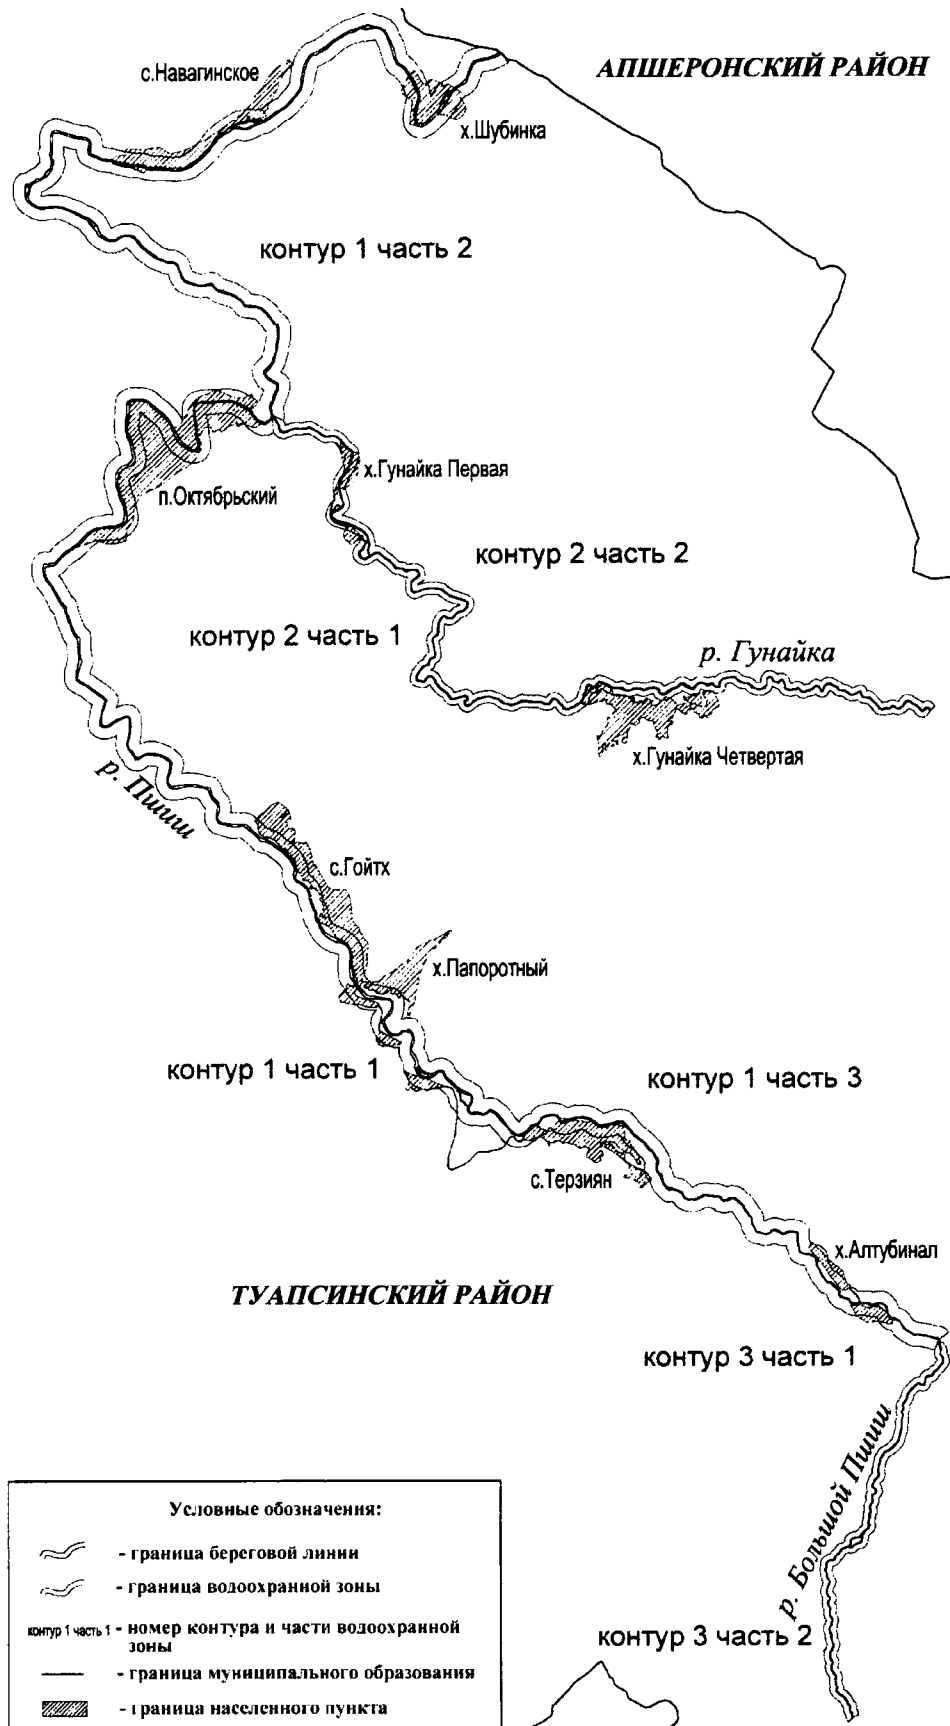 АПШЕРОНСКИЙ РАЙОН
с.Навагинское
х.Шубинка
контур 1 часть 2
х.Гунайка Первая
п.Октябрьский
контур 2 часть 2
контур 2 часть 1
р. Гунайка
х.Гунайка Четвертая
р. Пшиш
с.Гойтх
х.Папоротный
контур 1 часть 1
контур 1 часть 3
с.Терзиян
х.Алтубинал
ТУАПСИНСКИЙ РАЙОН
контур 3 часть 1
р. Большой Пшиш
контур 3 часть 2
Условные обозначения:
- граница береговой линии
- граница водоохранной зоны
контур 1 часть 1 - номер контура и части водоохранной
зоны
- граница муниципального образования
- граница населенного пункта